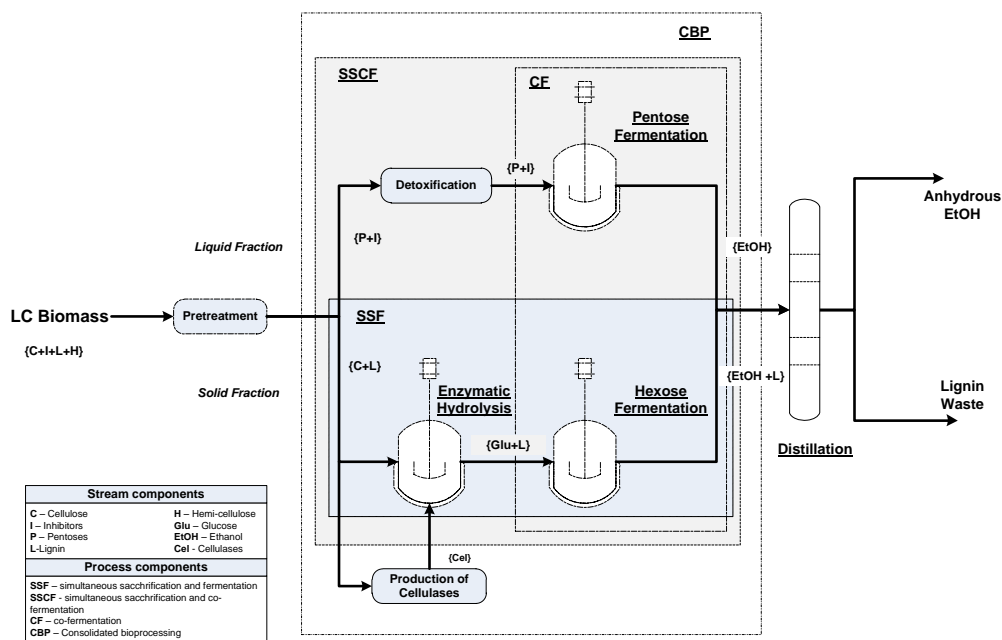 CBP
SSCF
CF
Pentose
Fermentation
{P+I}
Detoxification
Anhydrous
EtOH
{P+I}
Liquid Fraction
{EtOH}
LC Biomass
Pretreatment
SSF
{C+I+L+H}
{C+L}
{EtOH +L}
Solid Fraction
Enzymatic
Hydrolysis
Hexose
Fermentation
Lignin
Waste
{Glu+L}
Distillation
{Cel}
Production of
Cellulases
Stream components
C – Cellulose H – Hemi-cellulose
I – Inhibitors Glu – Glucose
P – Pentoses EtOH – Ethanol
L-Lignin Cel - Cellulases
Process components
SSF – simultaneous sacchrification and fermentation
SSCF - simultaneous sacchrification and co-
fermentation
CF – co-fermentation
CBP – Consolidated bioprocessing